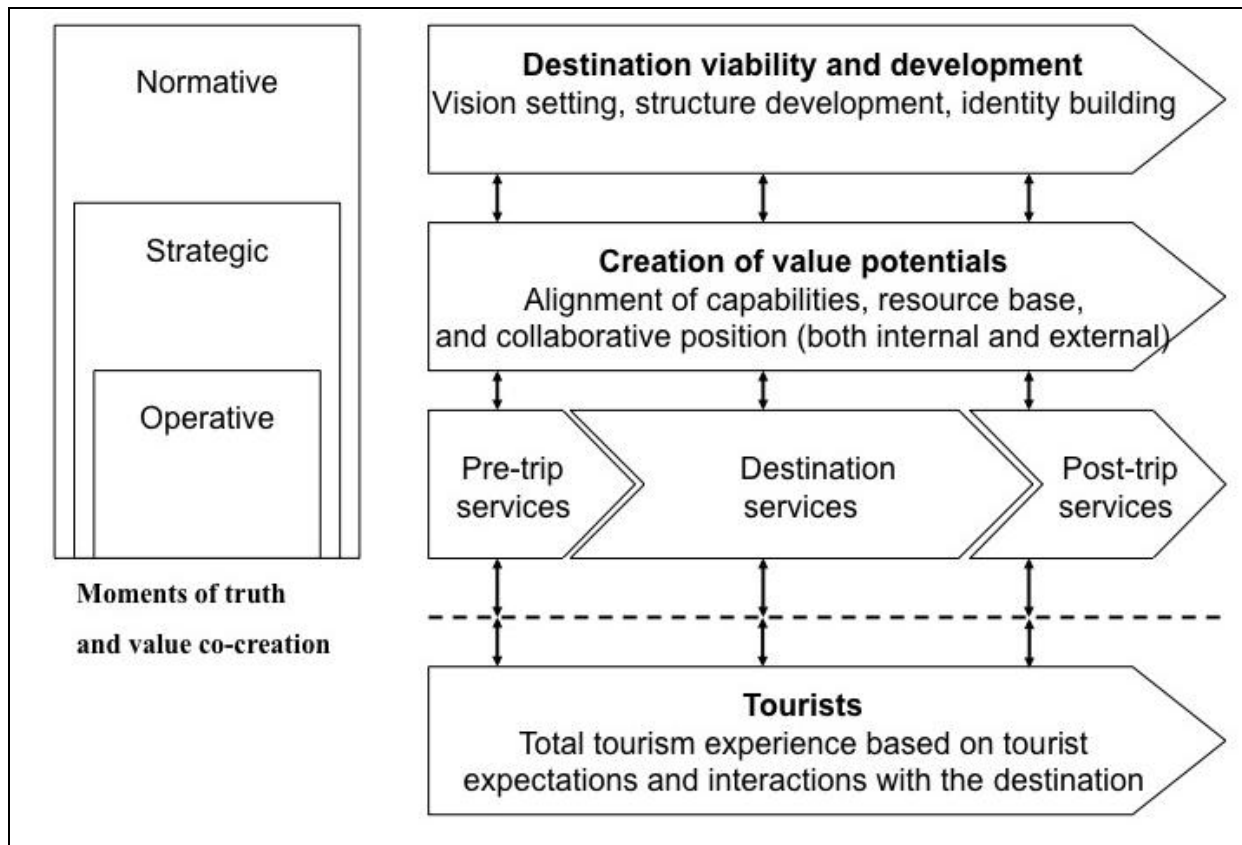 Normative
Destination viability and development
Vision setting, structure development, identity building
Strategic
Creation of value potentials
Alignment of capabilities, resource base,
and collaborative position (both internal and external)
Operative
Pre-trip
services
Destination
services
Post-trip
services
Moments of truth
and value co-creation
Tourists
Total tourism experience based on tourist
expectations and interactions with the destination